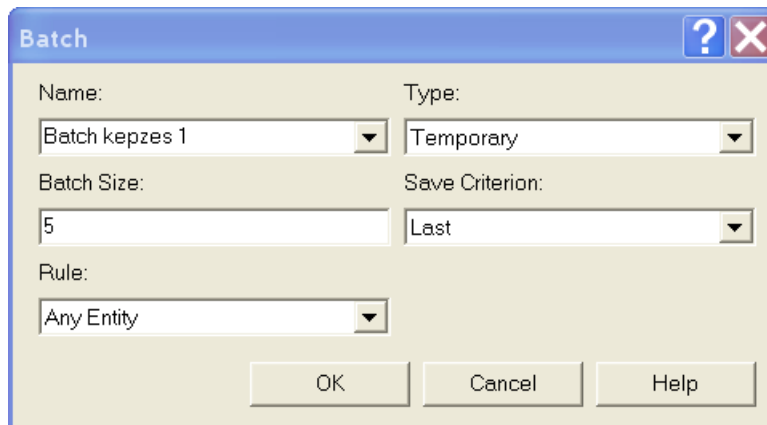 Batch
Name: Type:
Batch kepzes 1 Temporary
Batch Size: Save Criterion:
5 Last
Rule:
Any Entity
OK Cancel Help